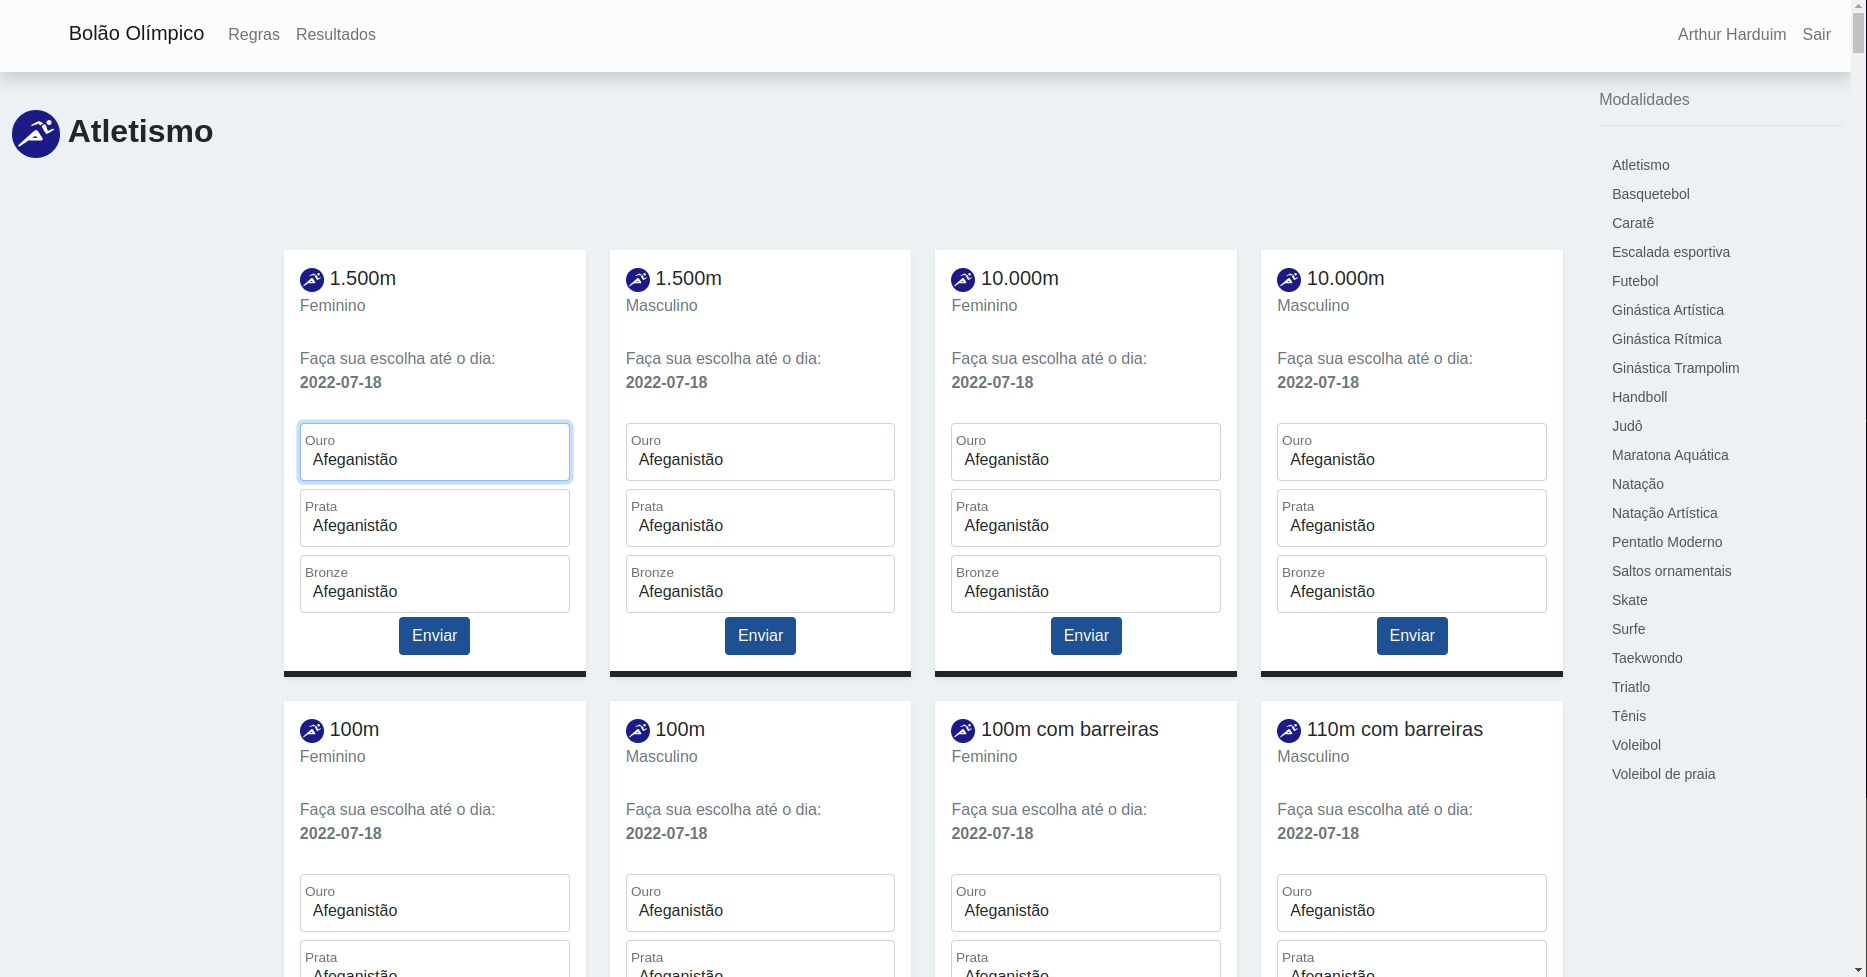 Bolão Olímpico Regras Resultados Arthur Harduim Sair
Atletismo
1.500m
Feminino
Faça sua escolha até o dia:
2022-07-18
Ouro
Afeganistão
Prata
Afeganistão
Bronze
Afeganistão
Enviar
1.500m
Masculino
Faça sua escolha até o dia:
2022-07-18
Ouro
Afeganistão
Prata
Afeganistão
Bronze
Afeganistão
Enviar
10.000m
Feminino
Faça sua escolha até o dia:
2022-07-18
Ouro
Afeganistão
Prata
Afeganistão
Bronze
Afeganistão
Enviar
10.000m
Masculino
Faça sua escolha até o dia:
2022-07-18
Ouro
Afeganistão
Prata
Afeganistão
Bronze
Afeganistão
Enviar
100m
Feminino
Faça sua escolha até o dia:
2022-07-18
Ouro
Afeganistão
Prata
Afeganistão
100m
Masculino
Faça sua escolha até o dia:
2022-07-18
Ouro
Afeganistão
Prata
Afeganistão
100m com barreiras
Feminino
Faça sua escolha até o dia:
2022-07-18
Ouro
Afeganistão
Prata
Afeganistão
110m com barreiras
Masculino
Faça sua escolha até o dia:
2022-07-18
Ouro
Afeganistão
Prata
Afeganistão
Modalidades
Atletismo
Basquetebol
Caratê
Escalada esportiva
Futebol
Ginástica Artística
Ginástica Rítmica
Ginástica Trampolim
Handboll
Judô
Maratona Aquática
Natação
Natação Artística
Pentatlo Moderno
Saltos ornamentais
Skate
Surfe
Taekwondo
Triatlo
Tênis
Voleibol
Voleibol de praia